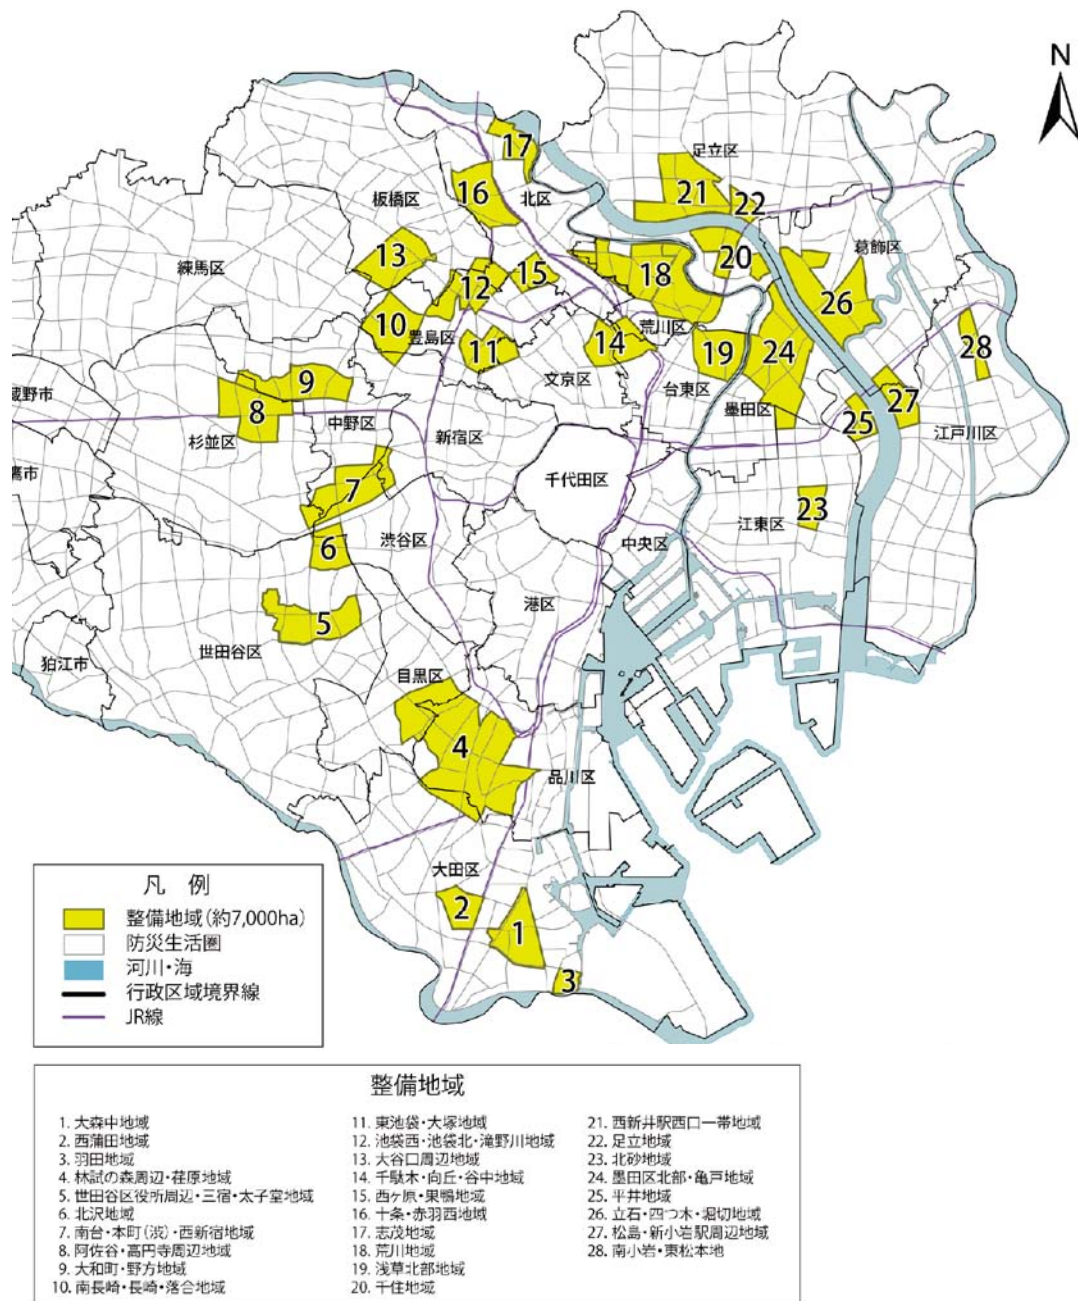 N
17
足立区
21
22
16
北区
板橋区
13
練馬区
12
15
18
20
葛飾区
26
10
豊島区
11
14
荒川区
19
24
28
文京区
台東区
墨田区
9
8
蔵野市
中野区
杉並区
新宿区
25
27
江戸川区
7
千代田区
23
江東区
6
渋谷区
中央区
港区
5
世田谷区
狛江市
鷹市
目黒区
4
品川区
大田区
2
1
3
凡 例
整備地域(約7,000ha)
防災生活圏
河川・海
行政区域境界線
JR線
整備地域
1. 大森中地域
2. 西蒲田地域
3. 羽田地域
4. 林試の森周辺・荏原地域
5. 世田谷区役所周辺・三宿・太子堂地域
6. 北沢地域
7. 南台・本町(渋)・西新宿地域
8. 阿佐谷・高円寺周辺地域
9. 大和町・野方地域
10. 南長崎・長崎・落合地域
11. 東池袋・大塚地域
12. 池袋西・池袋北・滝野川地域
13. 大谷口周辺地域
14. 千駄木・向丘・谷中地域
15. 西ヶ原・巣鴨地域
16. 十条・赤羽西地域
17. 志茂地域
18. 荒川地域
19. 浅草北部地域
20. 千住地域
21. 西新井駅西口一帯地域
22. 足立地域
23. 北砂地域
24. 墨田区北部・亀戸地域
25. 平井地域
26. 立石・四つ木・堀切地域
27. 松島・新小岩駅周辺地域
28. 南小岩・東松本地